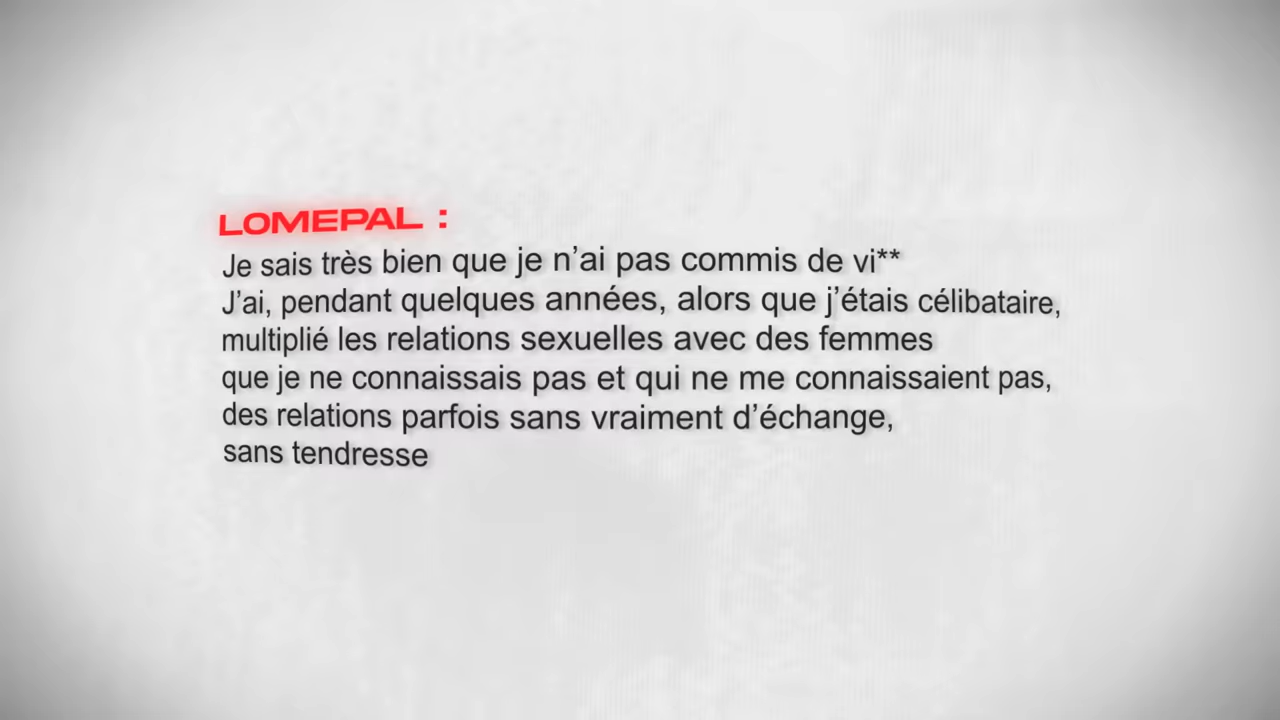 LOMEPAL :
Je sais très bien que je n’ai pas commis de vi**
J’ai, pendant quelques années, alors que j’étais célibataire,
multiplié les relations sexuelles avec des femmes
que je ne connaissais pas et qui ne me connaissaient pas,
des relations parfois sans vraiment d’échange,
sans tendresse